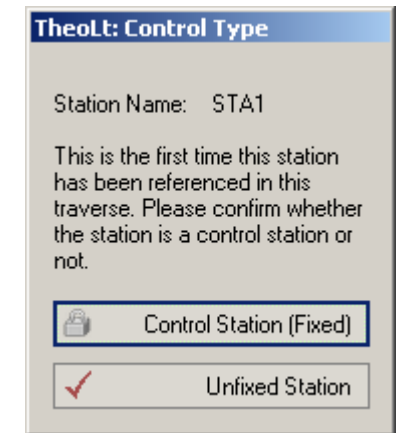 TheoLt: Control Type
Station Name: STA1
This is the first time this station
has been referenced in this
traverse. Please confirm whether
the station is a control station or
not.
Control Station (Fixed)
Unfixed Station